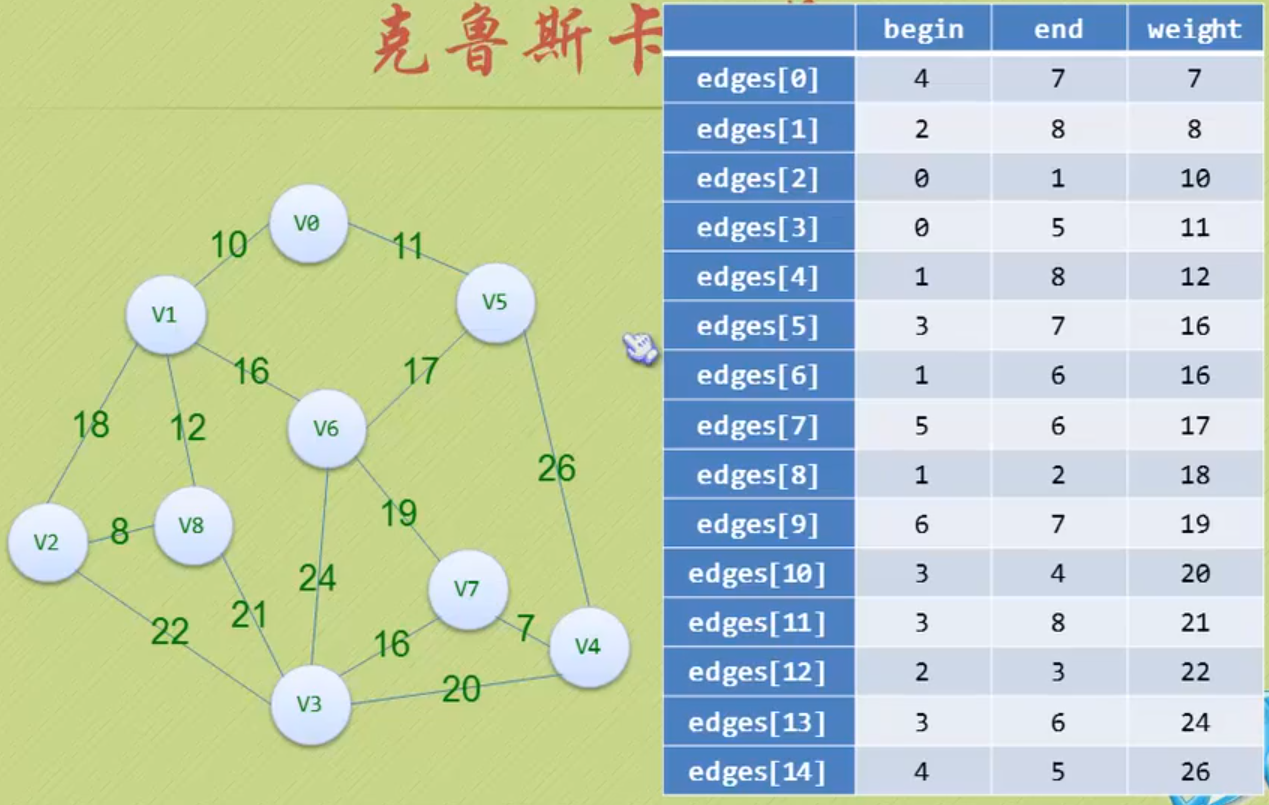 克鲁斯卡
begin end weight
edges[0] 4 7 7
edges[1] 2 8 8
edges[2] 0 1 10
edges[3] 0 5 11
edges[4] 1 8 12
edges[5] 3 7 16
edges[6] 1 6 16
edges[7] 5 6 17
edges[8] 1 2 18
edges[9] 6 7 19
edges[10] 3 4 20
edges[11] 3 8 21
edges[12] 2 3 22
edges[13] 3 6 24
edges[14] 4 5 26
V0
10 11
V5
V1
16 17
V6
18 12
26
19
V8
8
V2
24
V7
21
22 16 7
V4
20
V3